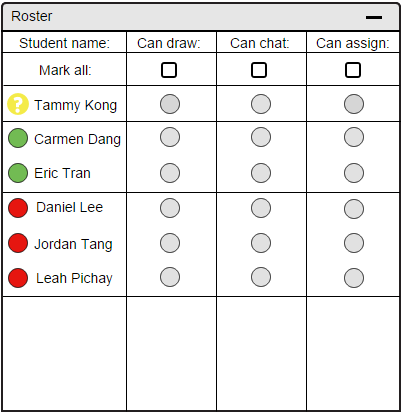 Roster
Student name: Can draw: Can chat: Can assign:
Mark all:
? Tammy Kong
Carmen Dang
Eric Tran
Daniel Lee
Jordan Tang
Leah Pichay